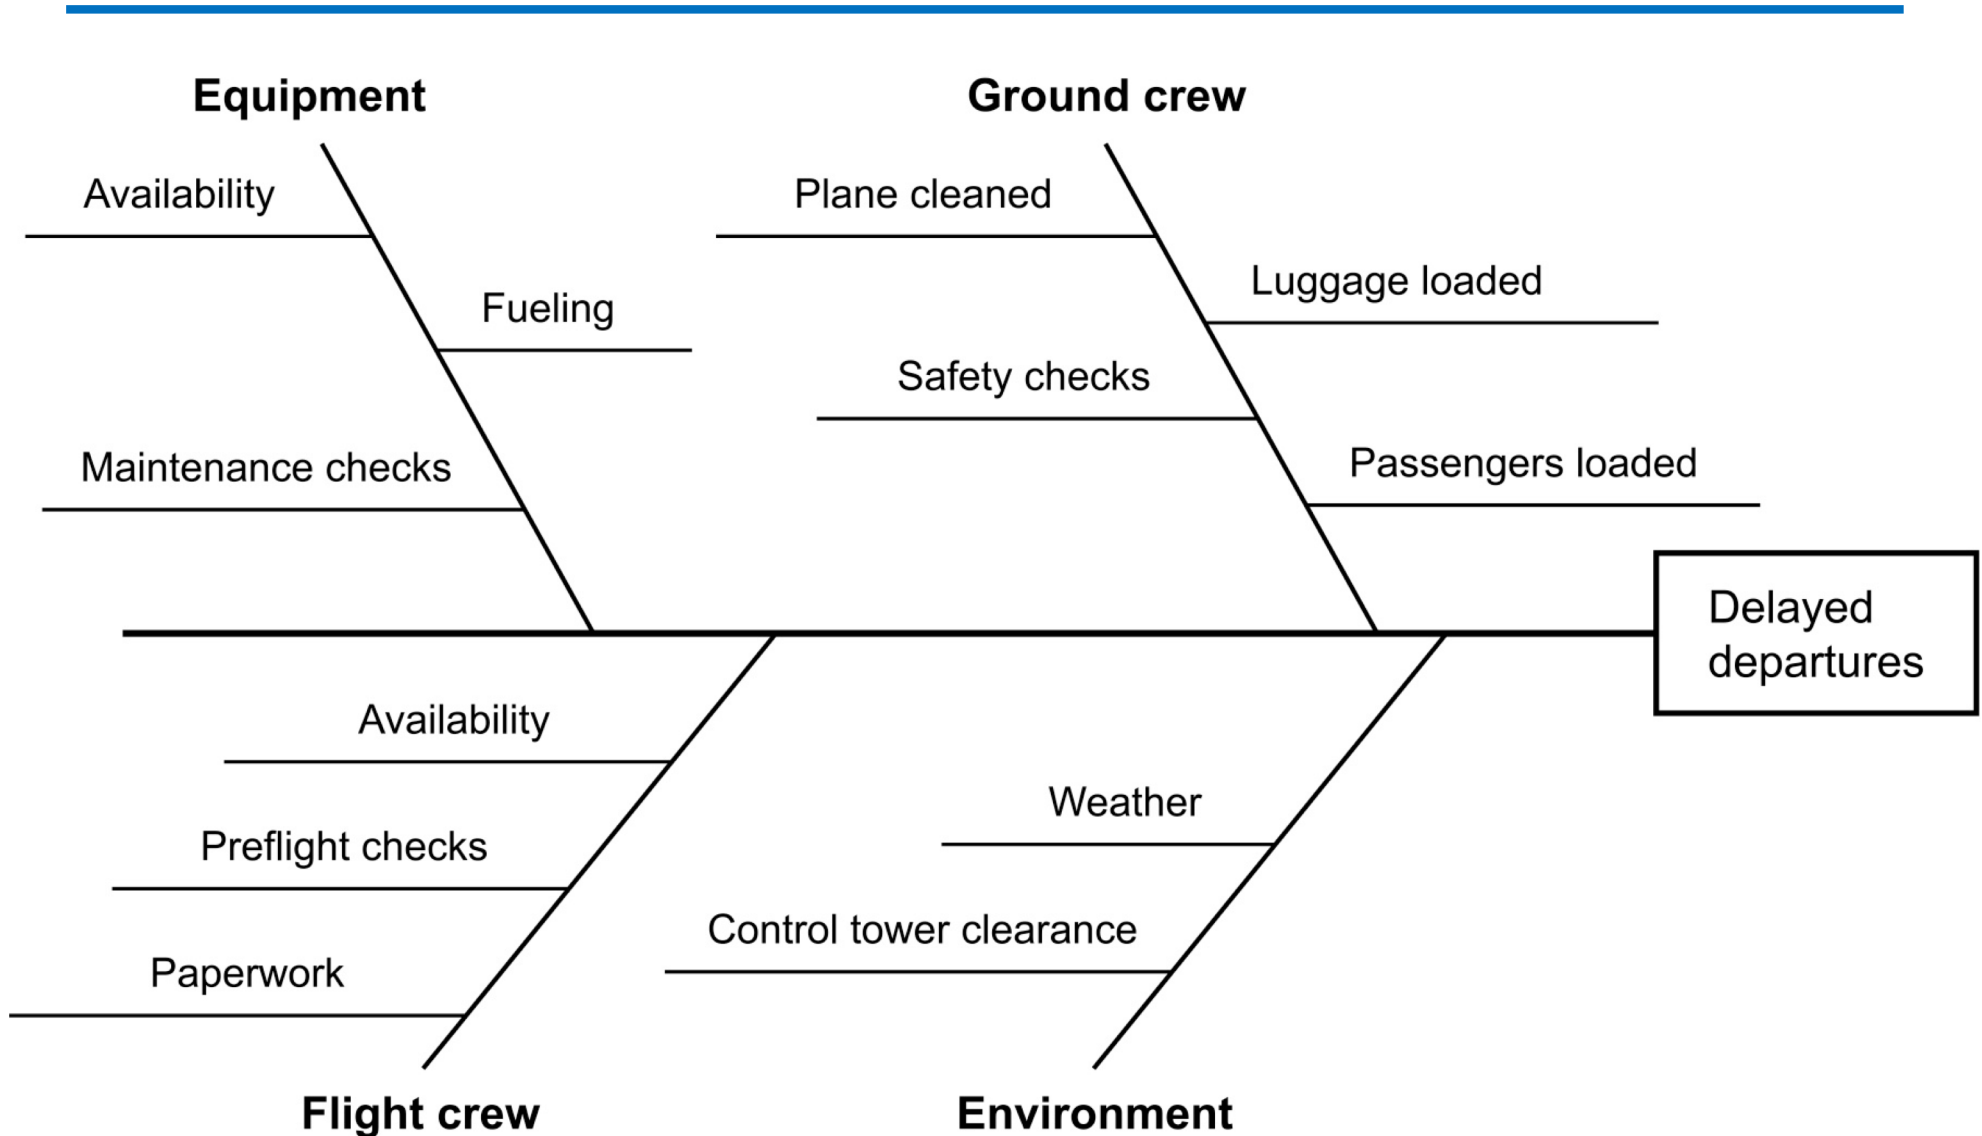 Equipment
Ground crew
Availability
Plane cleaned
Luggage loaded
Fueling
Safety checks
Maintenance checks
Passengers loaded
Delayed
departures
Availability
Weather
Preflight checks
Control tower clearance
Paperwork
Flight crew
Environment